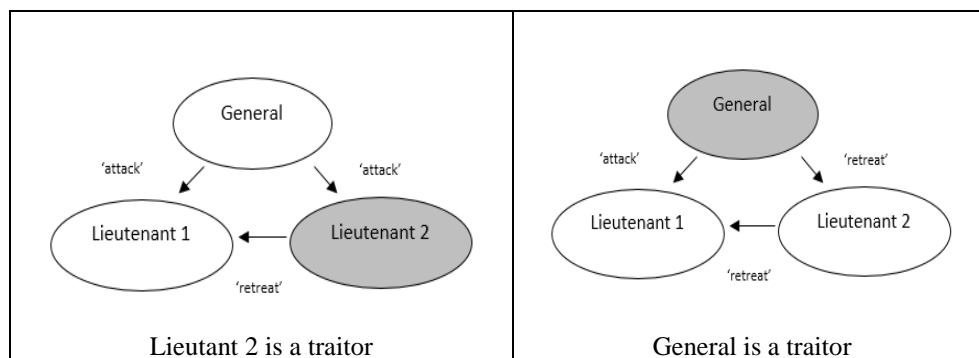 General
‘attack’
‘attack’
Lieutenant 1
Lieutenant 2
‘retreat’
Lieutant 2 is a traitor
General
‘attack’
‘retreat’
Lieutenant 1
Lieutenant 2
‘retreat’
General is a traitor